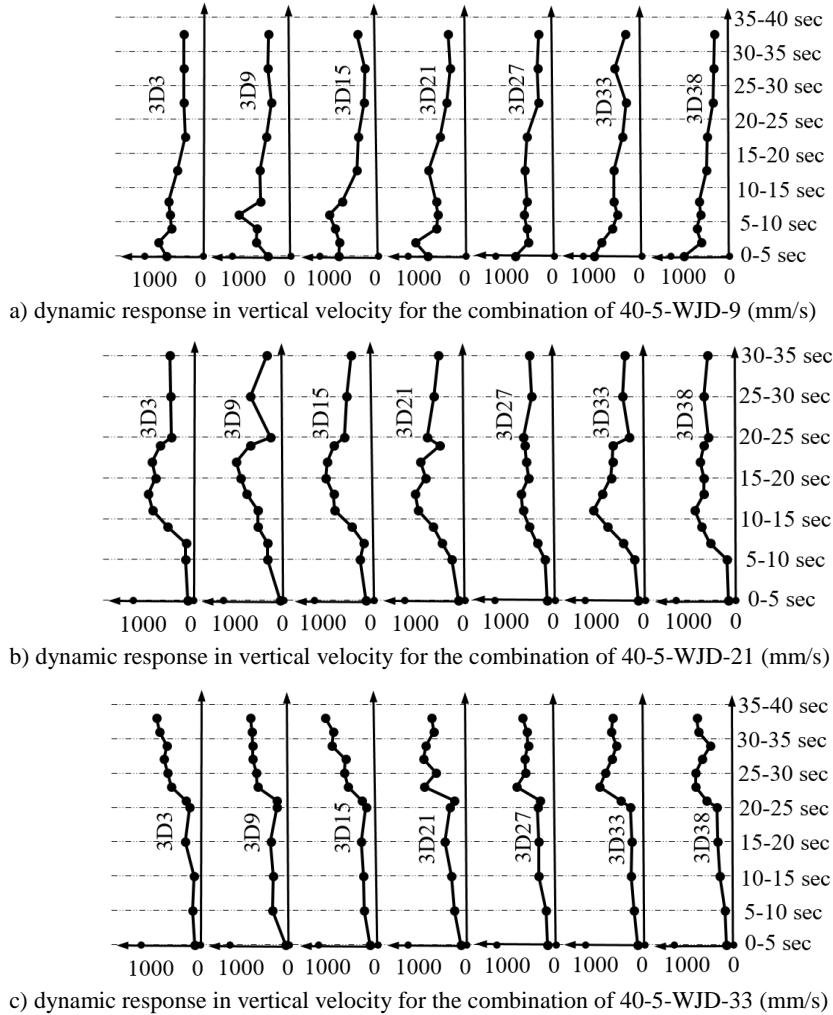 35-40 sec
30-35 sec
25-30 sec
20-25 sec
15-20 sec
10-15 sec
5-10 sec
0-5 sec
3D3 3D9 3D15 3D21 3D27 3D33 3D38
1000 0 1000 0 1000 0 1000 0 1000 0 1000 0 1000 0
a) dynamic response in vertical velocity for the combination of 40-5-WJD-9 (mm/s)
30-35 sec
25-30 sec
20-25 sec
15-20 sec
10-15 sec
5-10 sec
0-5 sec
3D3 3D9 3D15 3D21 3D27 3D33 3D38
1000 0 1000 0 1000 0 1000 0 1000 0 1000 0 1000 0
b) dynamic response in vertical velocity for the combination of 40-5-WJD-21 (mm/s)
35-40 sec
30-35 sec
25-30 sec
20-25 sec
15-20 sec
10-15 sec
5-10 sec
0-5 sec
3D3 3D9 3D15 3D21 3D27 3D33 3D38
1000 0 1000 0 1000 0 1000 0 1000 0 1000 0 1000 0
c) dynamic response in vertical velocity for the combination of 40-5-WJD-33 (mm/s)